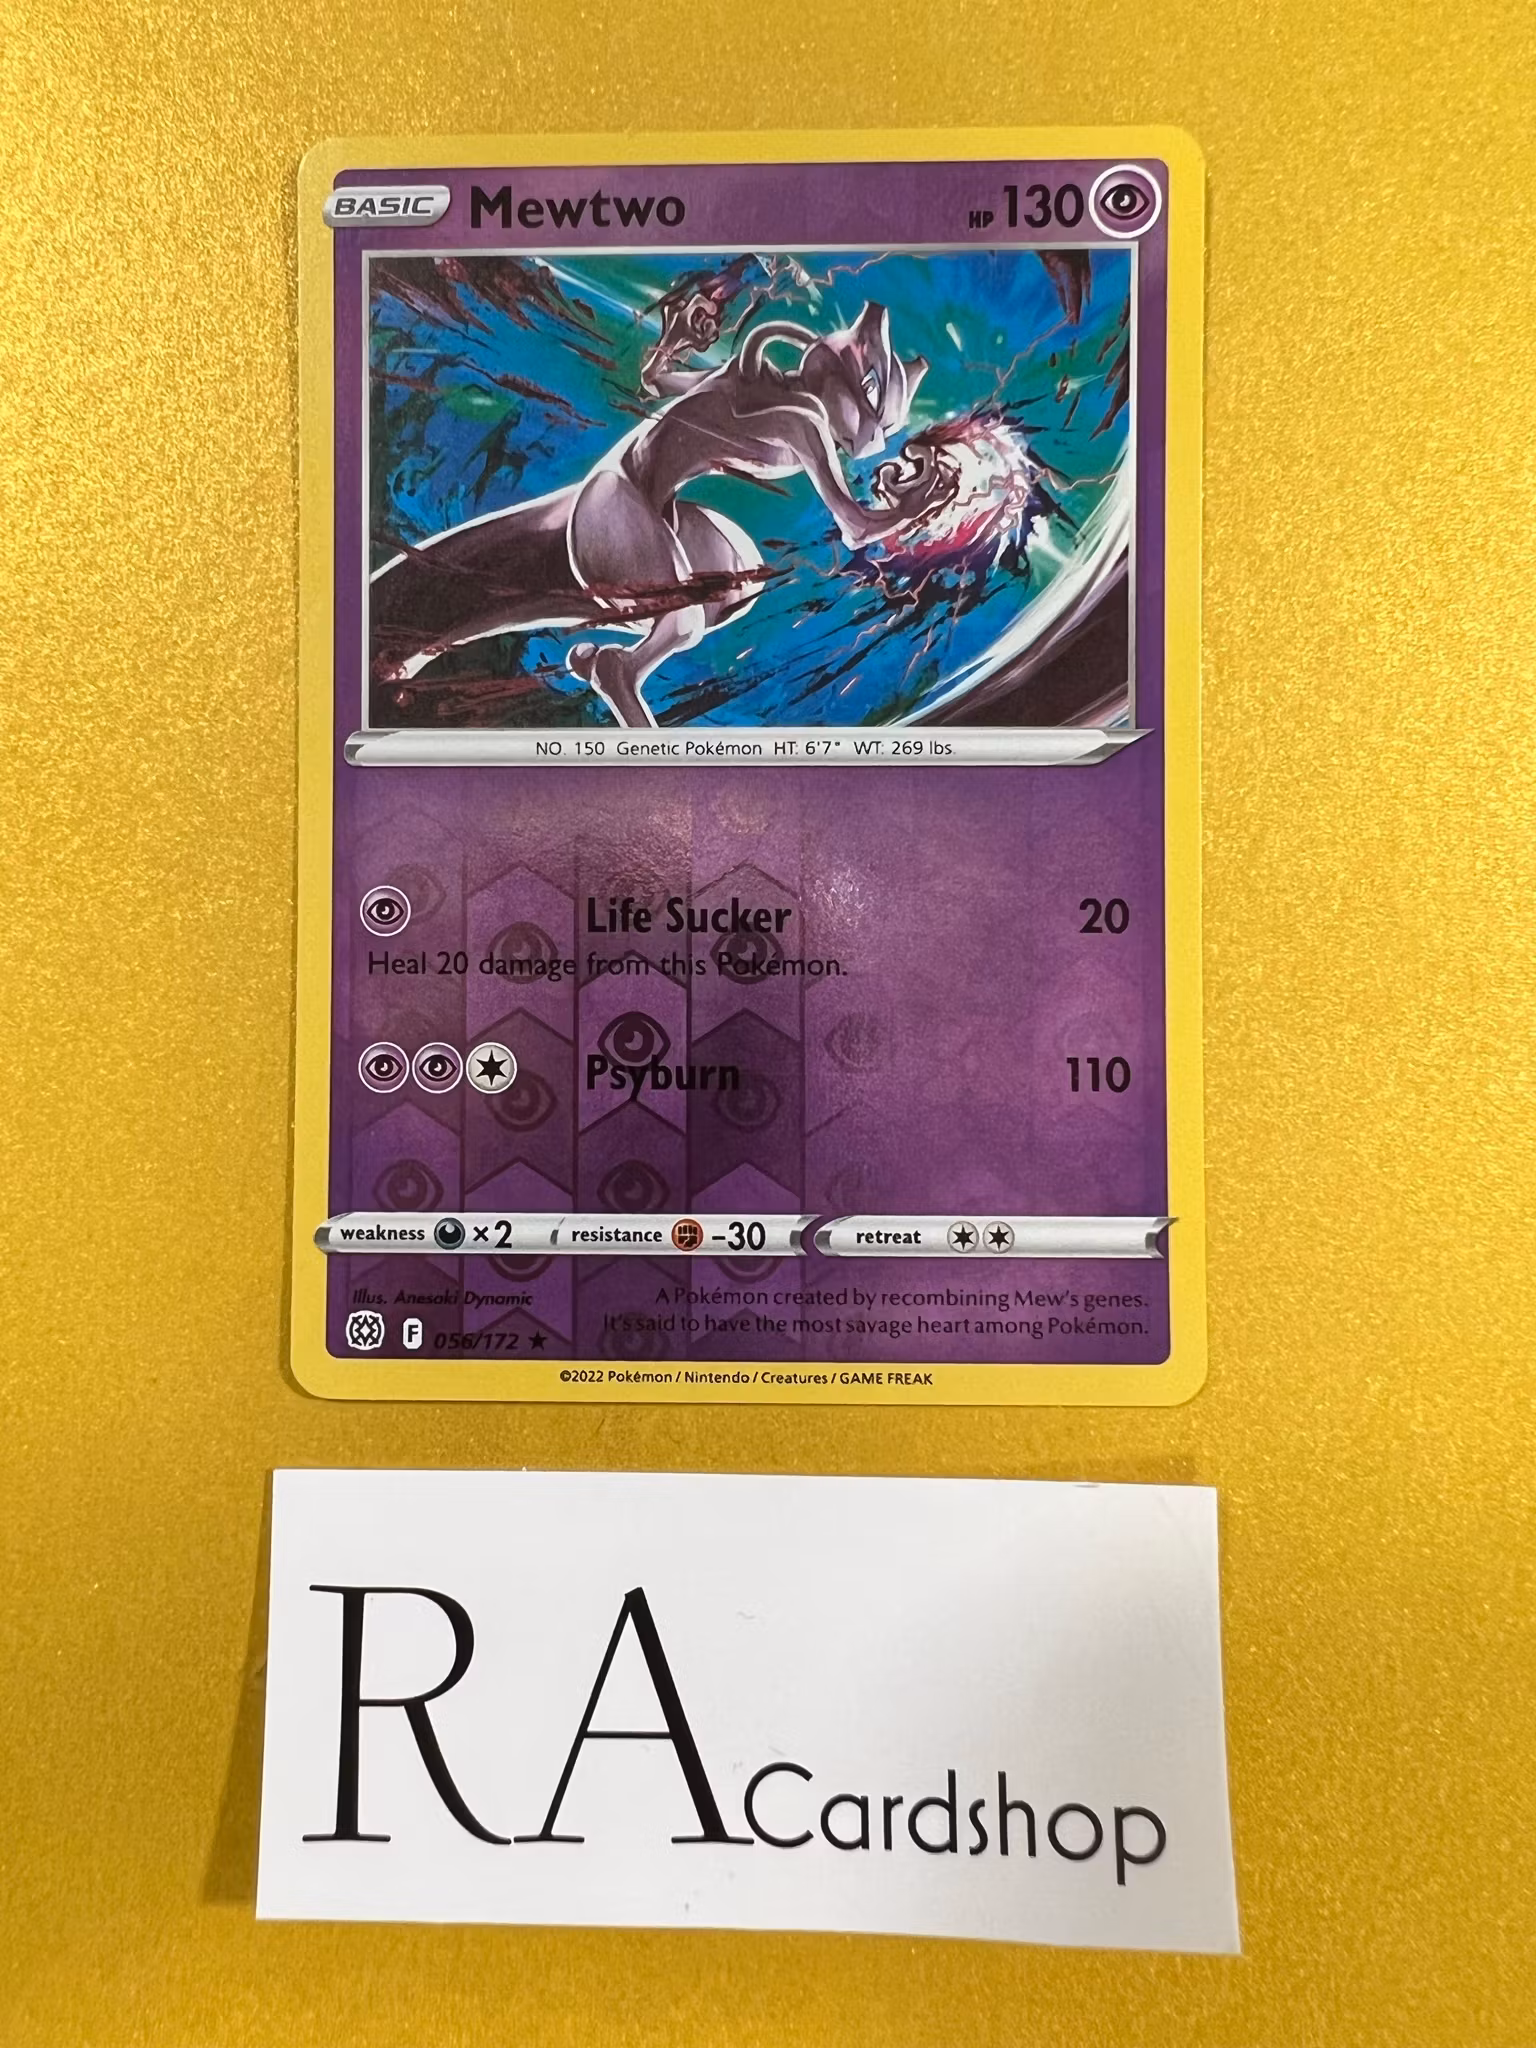 BASIC Mewtwo HP 130
NO. 150 Genetic Pokémon HT: 6'7" WT: 269 lbs.
Life Sucker 20
Heal 20 damage from this Pokémon.
Psyburn 110
weakness ×2 resistance -30 retreat
Illus. Anesaki Dynamic
A Pokémon created by recombining Mew's genes.
It's said to have the most savage heart among Pokémon.
F 056/172 ★
©2022 Pokémon / Nintendo / Creatures / GAME FREAK
RA Cardshop